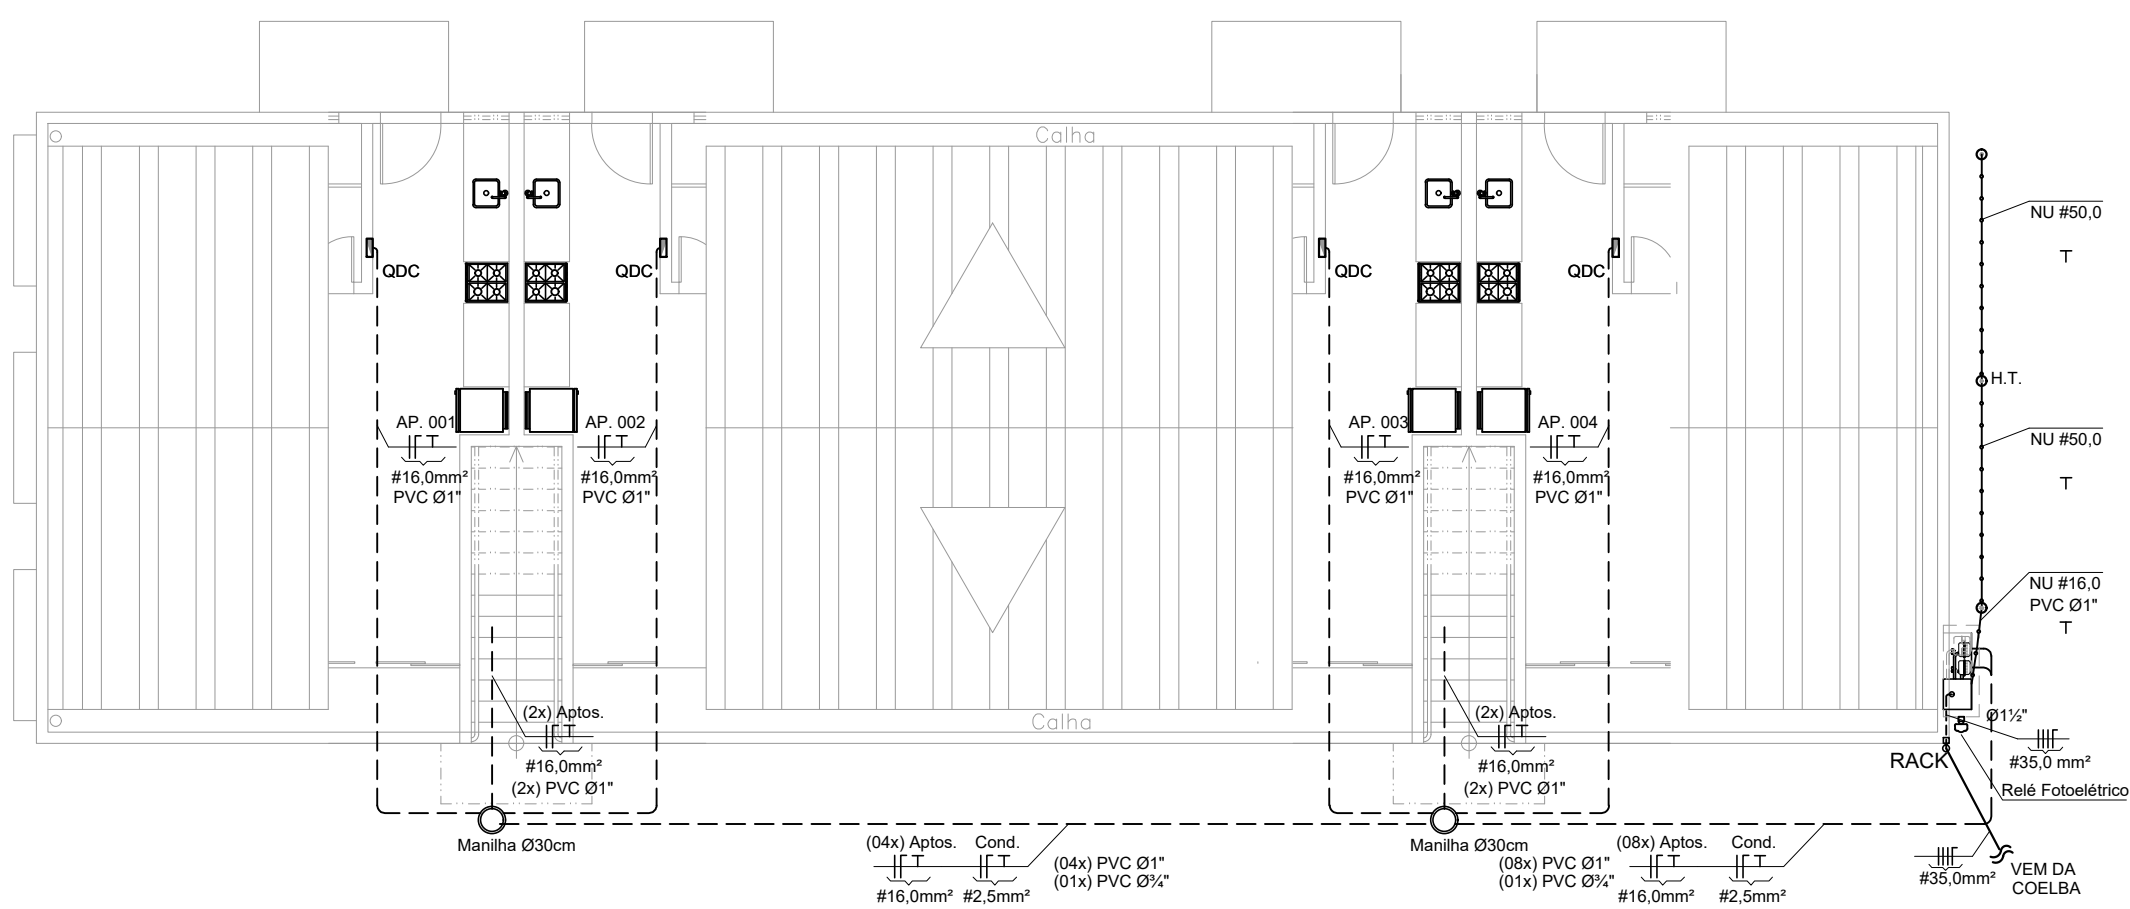 Calha
NU #50,0
T
QDC
QDC
QDC
QDC
H.T.
AP. 001
T
#16,0mm²
PVC Ø1"
AP. 002
T
#16,0mm²
PVC Ø1"
AP. 003
T
#16,0mm²
PVC Ø1"
AP. 004
T
#16,0mm²
PVC Ø1"
NU #50,0
T
NU #16,0
PVC Ø1"
T
(2x) Aptos.
T
#16,0mm²
(2x) PVC Ø1"
Calha
(2x) Aptos.
T
#16,0mm²
(2x) PVC Ø1"
Ø1½"
#35,0 mm²
RACK
Relé Fotoelétrico
Manilha Ø30cm
(04x) Aptos.
T
#16,0mm²
Cond.
T
#2,5mm²
(04x) PVC Ø1"
(01x) PVC Ø¾"
Manilha Ø30cm
(08x) PVC Ø1"
(01x) PVC Ø¾"
(08x) Aptos.
T
#16,0mm²
Cond.
T
#2,5mm²
#35,0mm²
VEM DA
COELBA